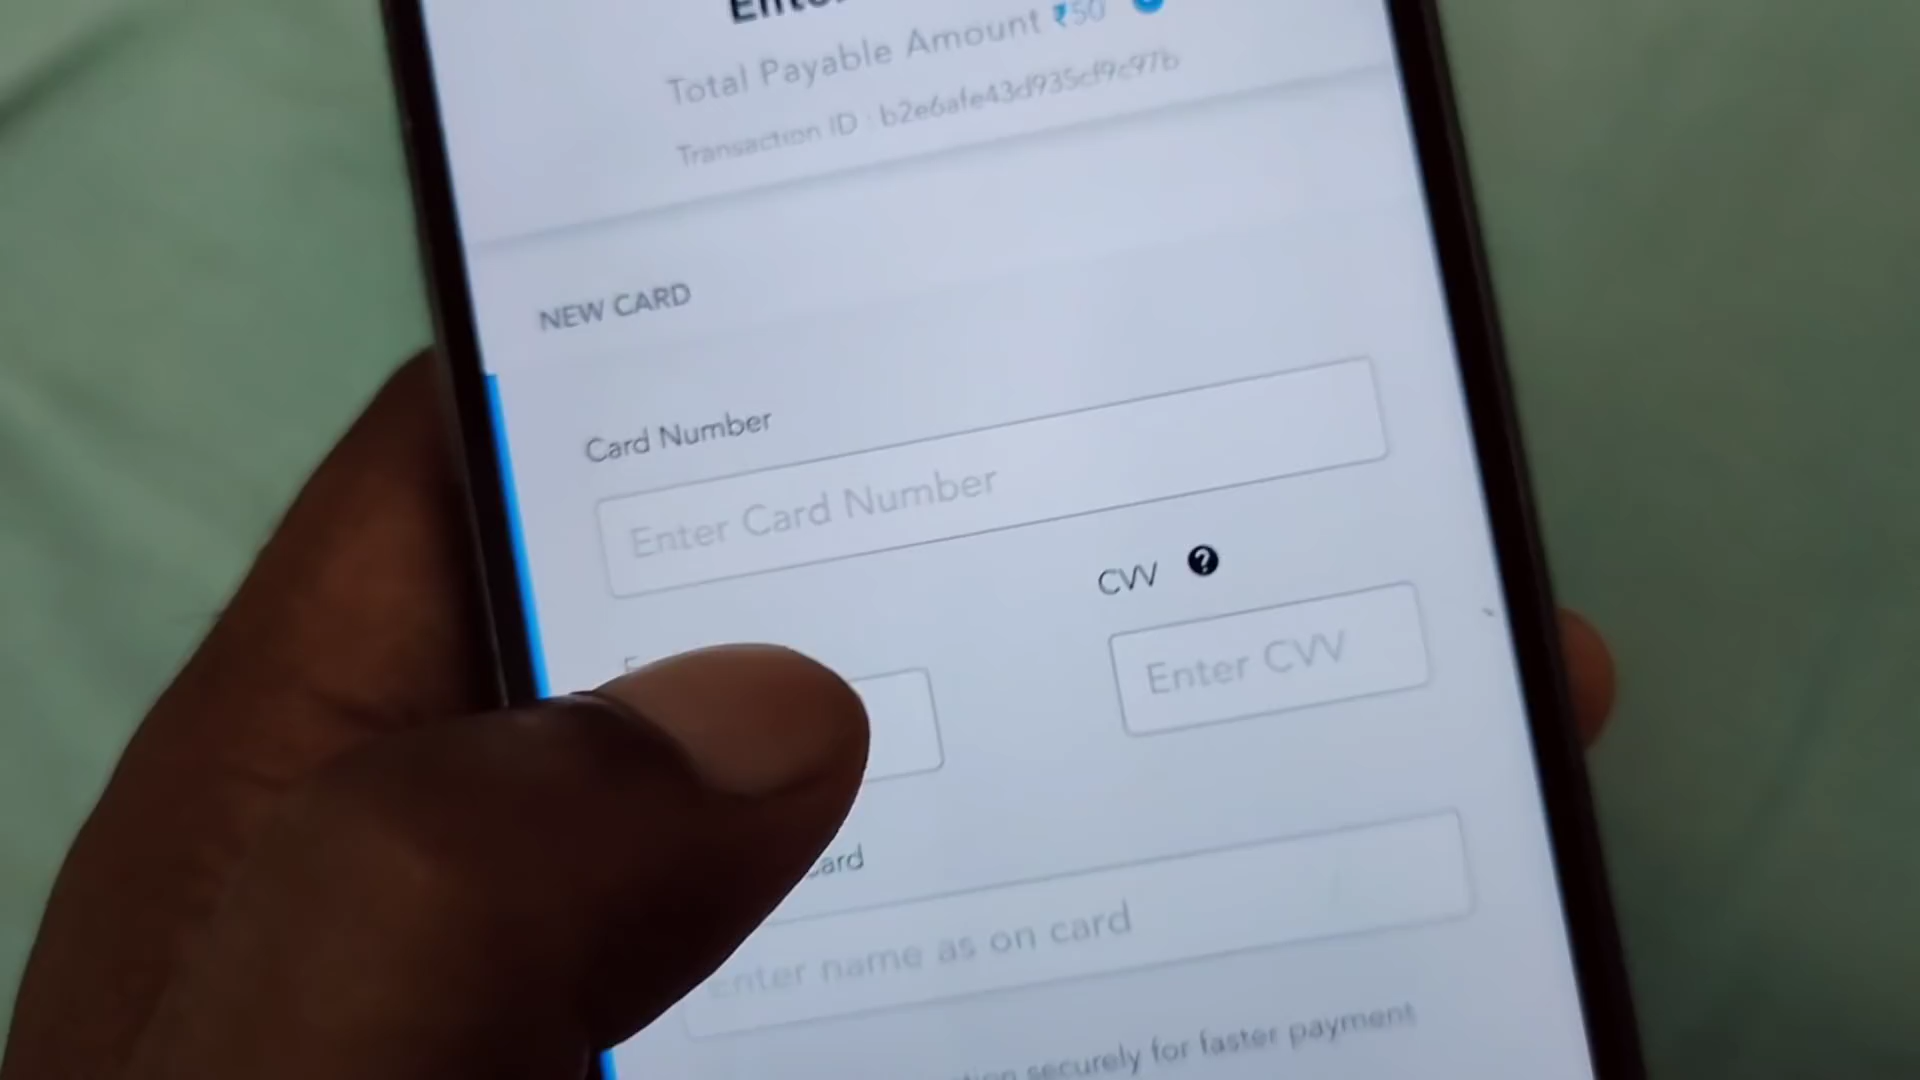 Total Payable Amount ₹50
Transaction ID : b2e6afe43d935cf9c97b
NEW CARD
Card Number
Enter Card Number
CVV ?
Enter CVV
Enter name as on card
securely for faster payment